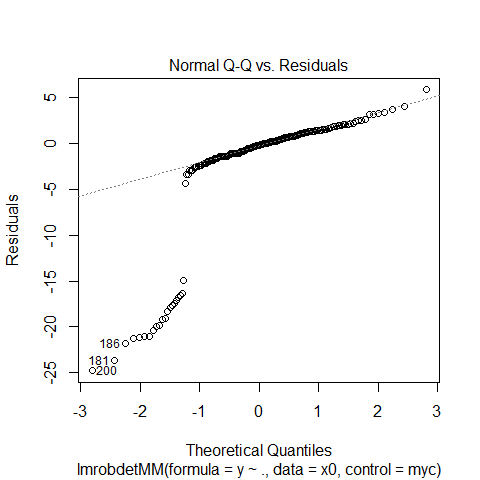 Normal Q-Q vs. Residuals
5
0
-5
-10
-15
-20
-25
Residuals
186
181
200
-3 -2 -1 0 1 2 3
Theoretical Quantiles
lmrobdetMM(formula = y ~ ., data = x0, control = myc)